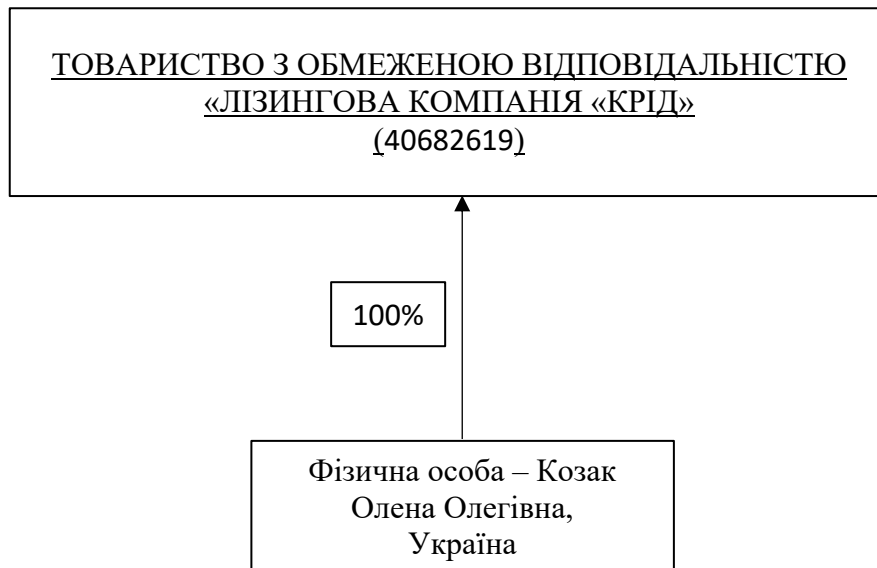 ТОВАРИСТВО З ОБМЕЖЕНОЮ ВІДПОВІДАЛЬНІСТЮ
«ЛІЗИНГОВА КОМПАНІЯ «КРІД»
(40682619)
100%
Фізична особа – Козак
Олена Олегівна,
Україна